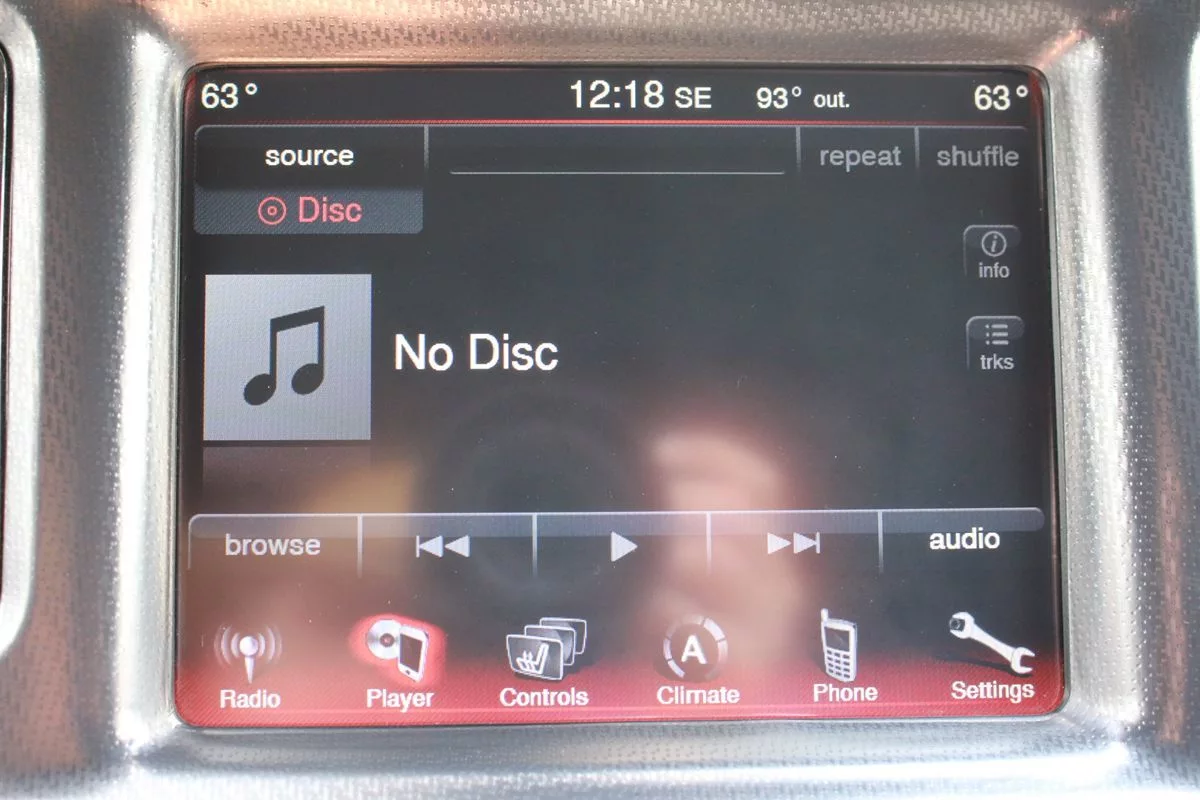 63° 12:18 SE 93° out. 63°
source repeat shuffle
Disc
info
No Disc
trks
browse audio
Radio Player Controls Climate Phone Settings
A